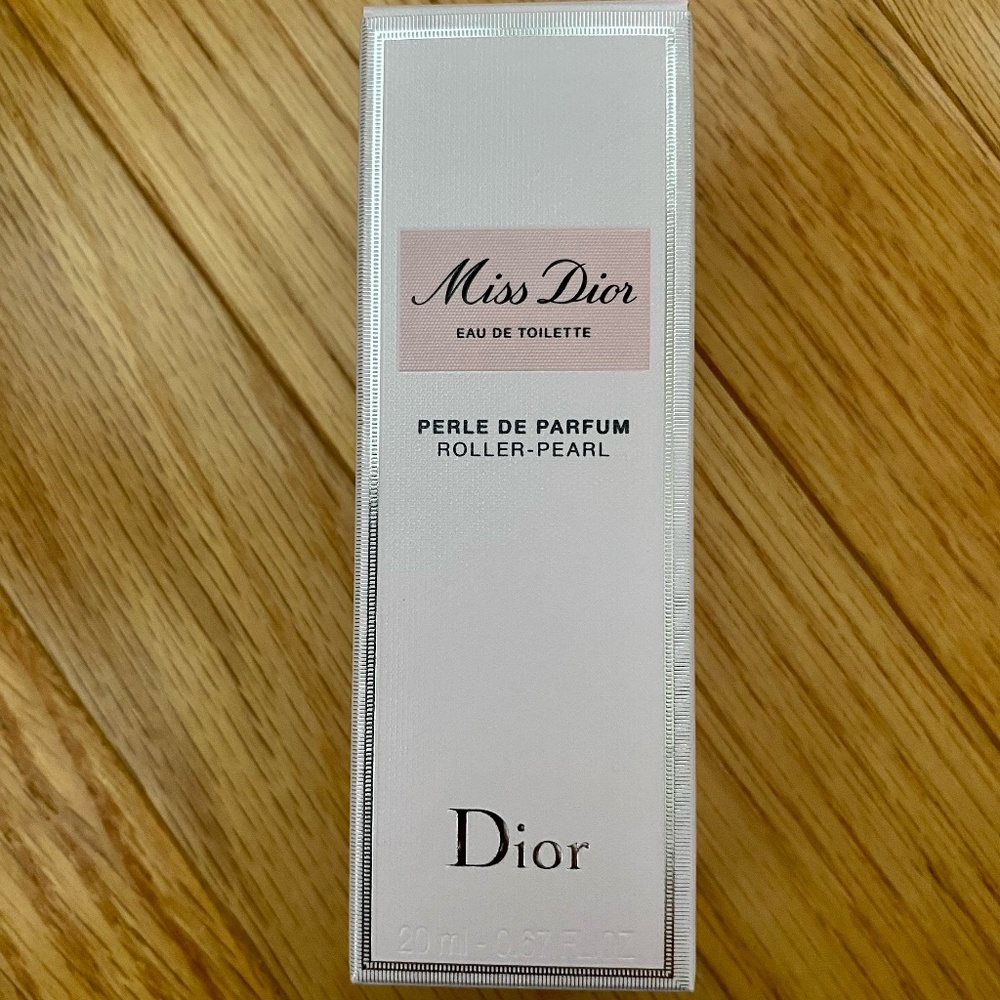 Miss Dior
EAU DE TOILETTE
PERLE DE PARFUM
ROLLER-PEARL
Dior
20 ml - 0.67 FL.OZ